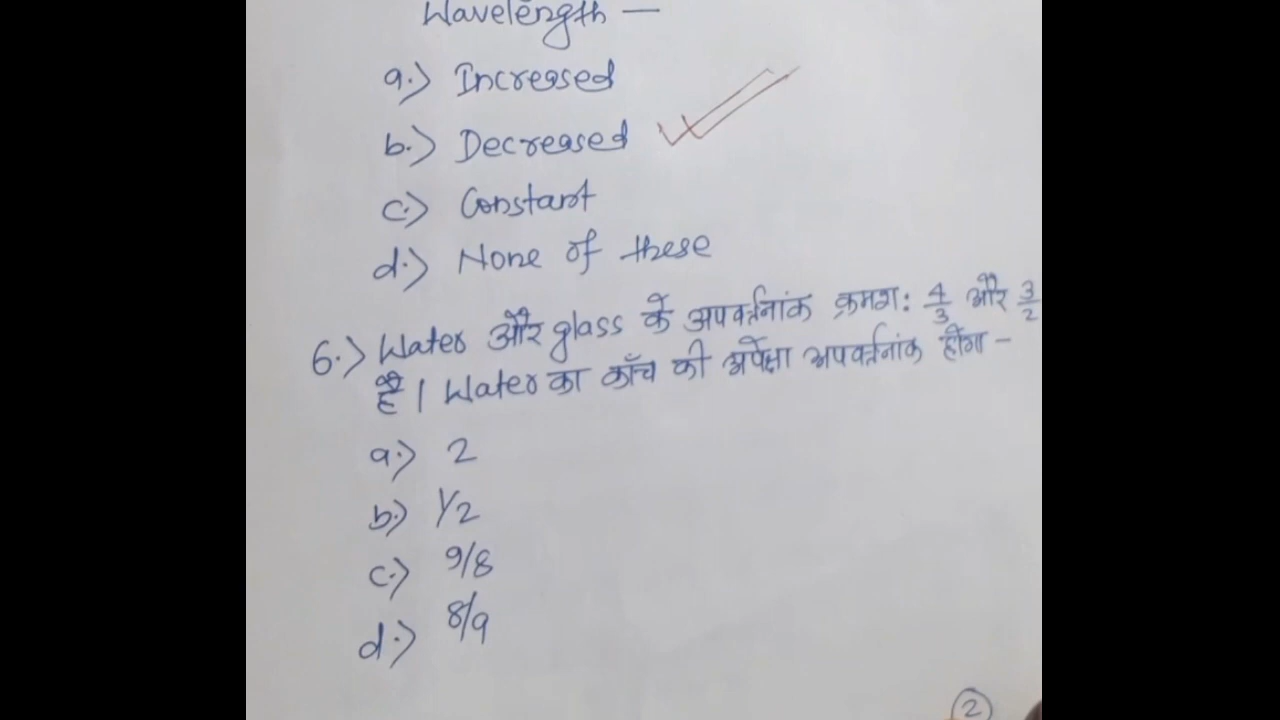 Wavelength —
a.) Increased
b.) Decreased
c.) Constant
d.) None of these
6.) Water और glass के अपवर्तनांक क्रमशः 4/3 और 3/2
है। Water का काँच की अपेक्षा अपवर्तनांक होगा -
a.) 2
b.) 1/2
c.) 9/8
d.) 8/9
2